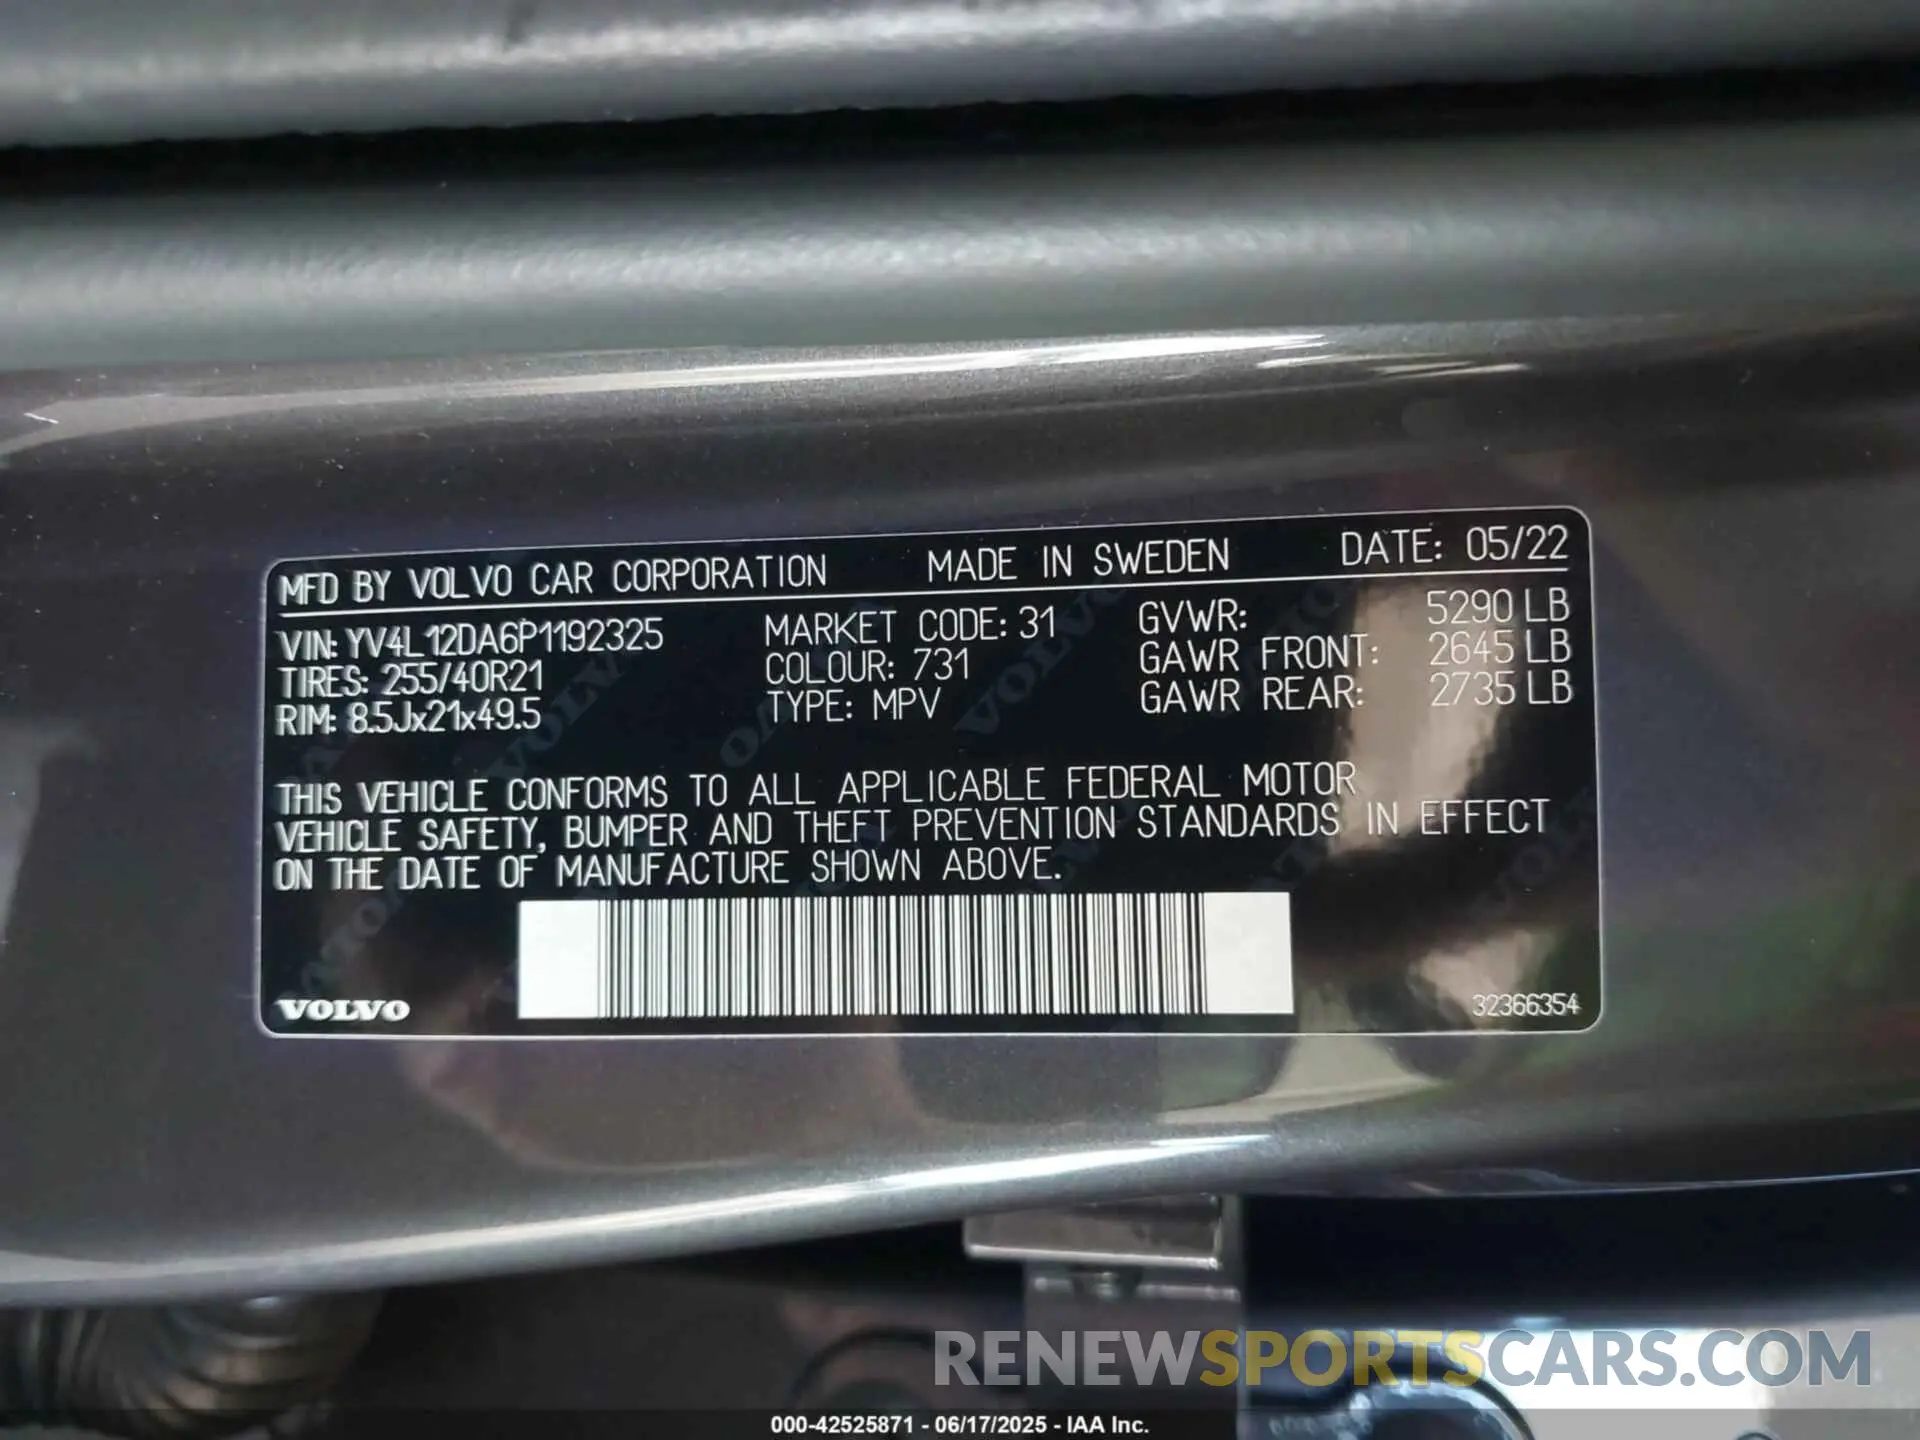 MFD BY VOLVO CAR CORPORATION MADE IN SWEDEN DATE: 05/22
VIN: YV4L12DA6P1192325 MARKET CODE: 31 GVWR: 5290 LB
TIRES: 255/40R21 COLOUR: 731 GAWR FRONT: 2645 LB
RIM: 8.5Jx21x49.5 TYPE: MPV GAWR REAR: 2735 LB
THIS VEHICLE CONFORMS TO ALL APPLICABLE FEDERAL MOTOR
VEHICLE SAFETY, BUMPER AND THEFT PREVENTION STANDARDS IN EFFECT
ON THE DATE OF MANUFACTURE SHOWN ABOVE.
VOLVO 32366354
RENEWSPORTSCARS.COM
000-42525871 - 06/17/2025 - IAA Inc.